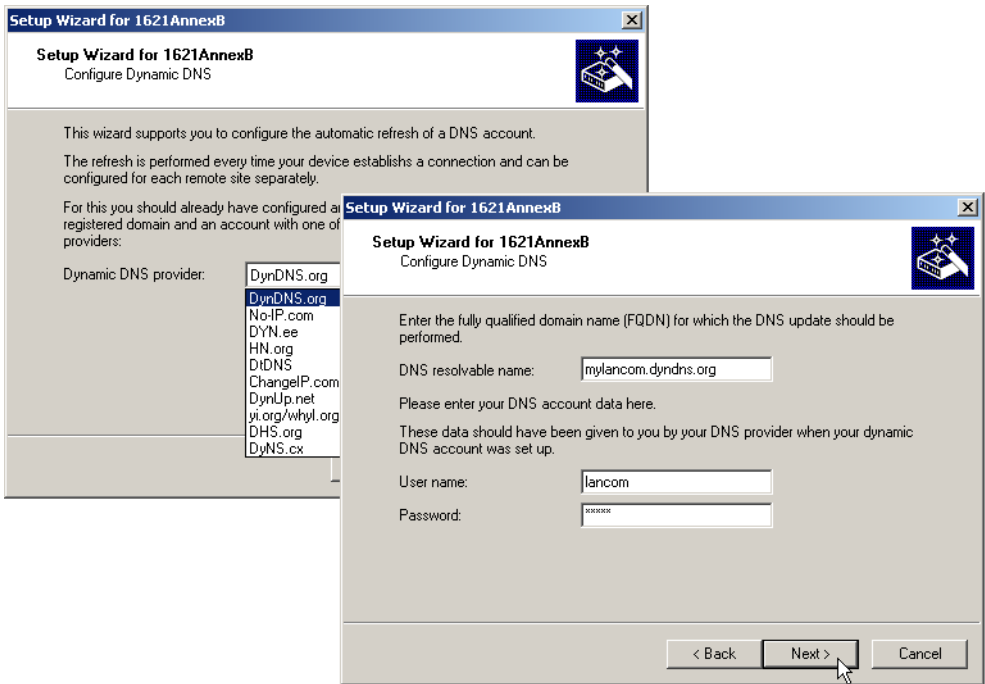 Setup Wizard for 1621AnnexB
Setup Wizard for 1621AnnexB
Configure Dynamic DNS
This wizard supports you to configure the automatic refresh of a DNS account.
The refresh is performed every time your device establishs a connection and can be
configured for each remote site separately.
For this you should already have configured
registered domain and an account with one of
providers:
Dynamic DNS provider:
DynDNS.org
DynDNS.org
No-IP.com
DYN.ee
HN.org
DtDNS
ChangeIP.com
DynUp.net
yi.org/whyI.org
DHS.org
DyNS.cx
Setup Wizard for 1621AnnexB
Setup Wizard for 1621AnnexB
Configure Dynamic DNS
Enter the fully qualified domain name (FQDN) for which the DNS update should be
performed.
DNS resolvable name:
mylancom.dyndns.org
Please enter your DNS account data here.
These data should have been given to you by your DNS provider when your dynamic
DNS account was set up.
User name:
lancom
Password:
xxxxx
< Back
Next >
Cancel